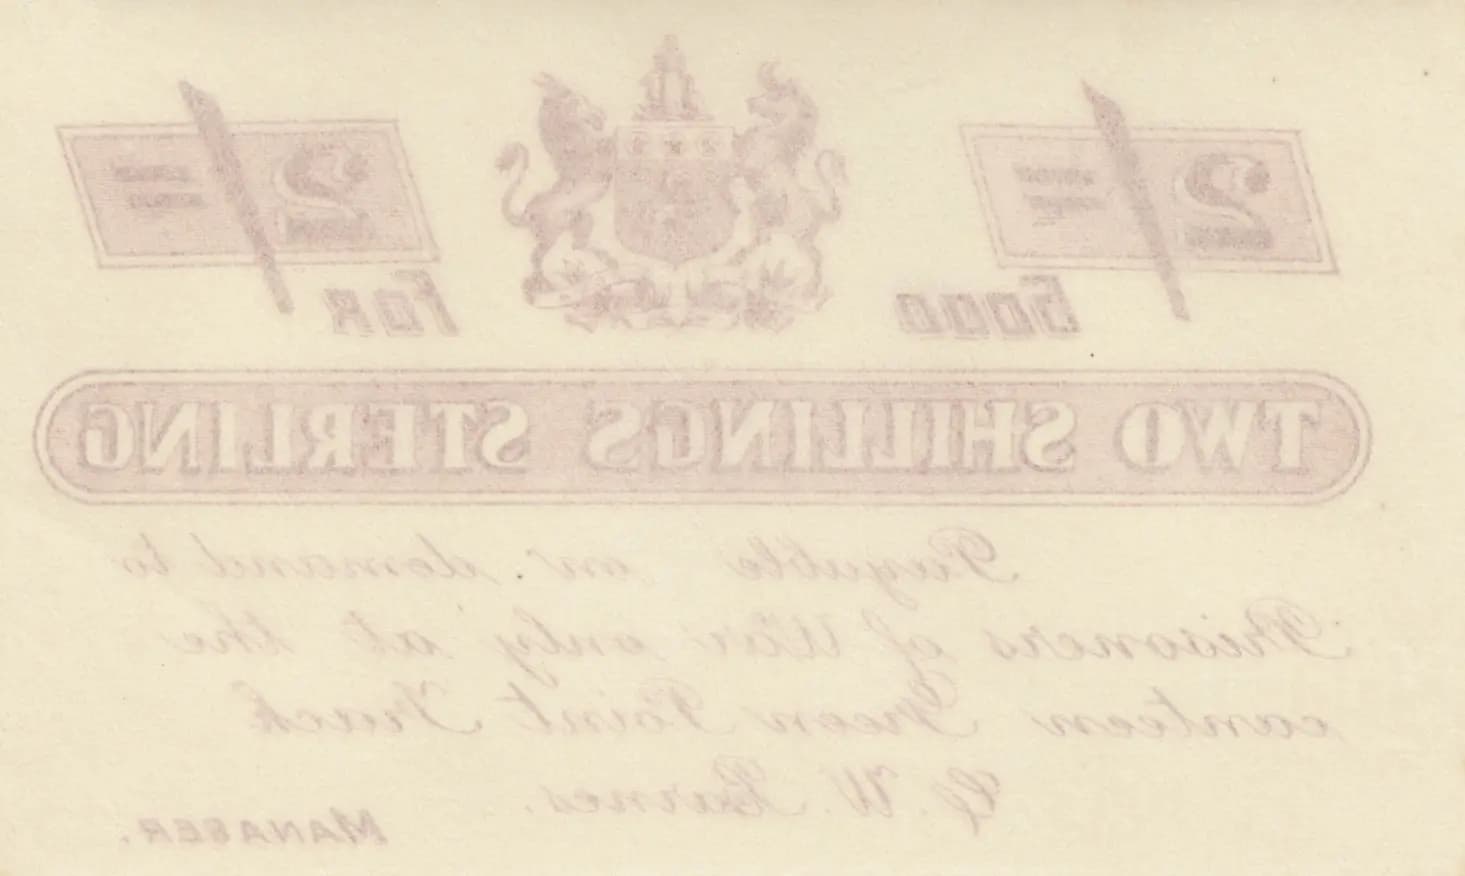 2/= 2/=
Good for
TWO SHILLINGS STERLING
Payable on demand to
Prisoners of War only at the
canteen Green Point Track
G. W. Barnes.
MANAGER.